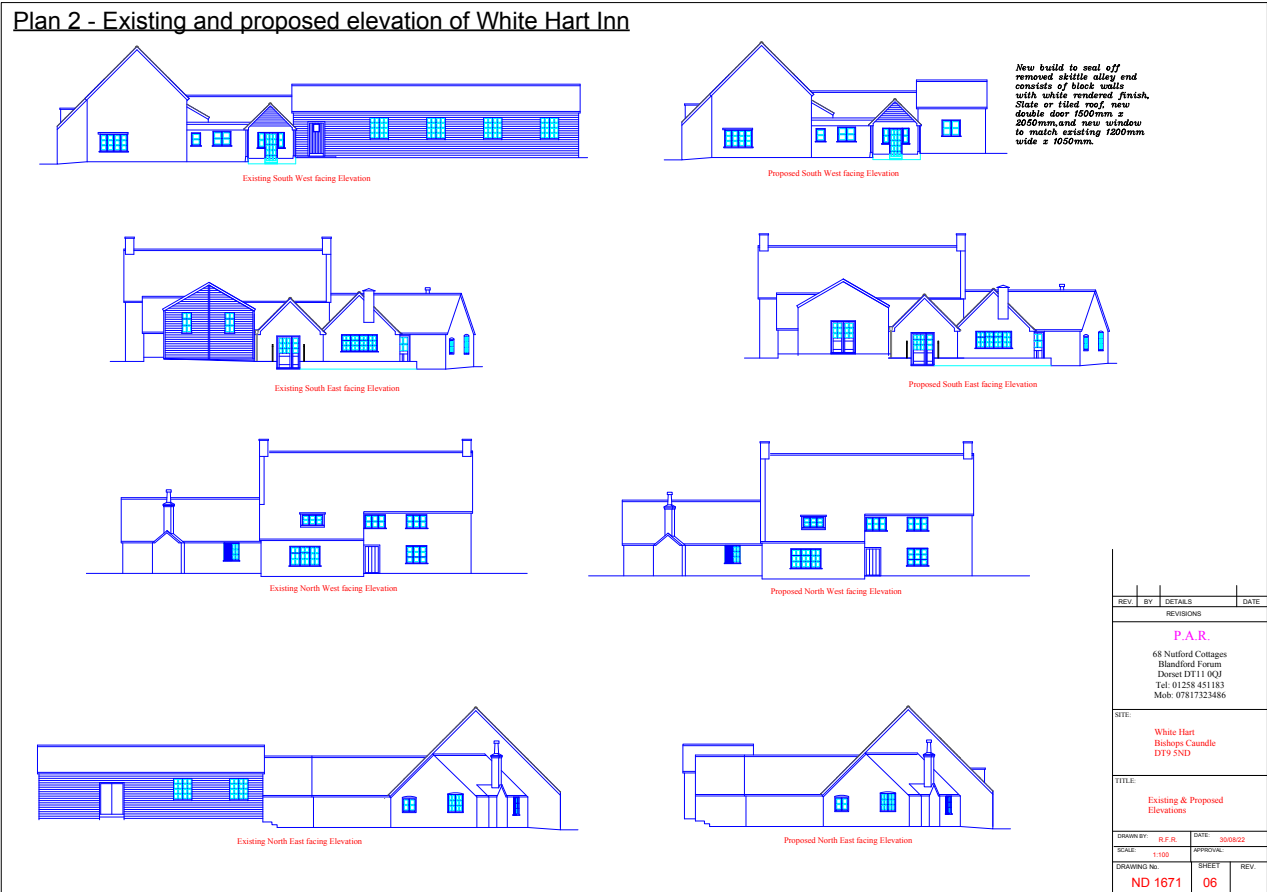 Plan 2 - Existing and proposed elevation of White Hart Inn
New build to seal off
removed skittle alley end
consists of block walls
with white rendered finish,
Slate or tiled roof, new
double door 1500mm x
2050mm,and new window
to match existing 1200mm
wide x 1050mm.
Existing South West facing Elevation
Proposed South West facing Elevation
Existing South East facing Elevation
Proposed South East facing Elevation
Existing North West facing Elevation
Proposed North West facing Elevation
Existing North East facing Elevation
Proposed North East facing Elevation
REV. BY DETAILS DATE
REVISIONS
P.A.R.
68 Nutford Cottages
Blandford Forum
Dorset DT11 0QJ
Tel: 01258 451183
Mob: 07817323486
SITE:
White Hart
Bishops Caundle
DT9 5ND
TITLE:
Existing & Proposed
Elevations
DRAWN BY: R.F.R. DATE: 30/08/22
SCALE: 1:100 APPROVAL:
DRAWING No. SHEET REV.
ND 1671 06